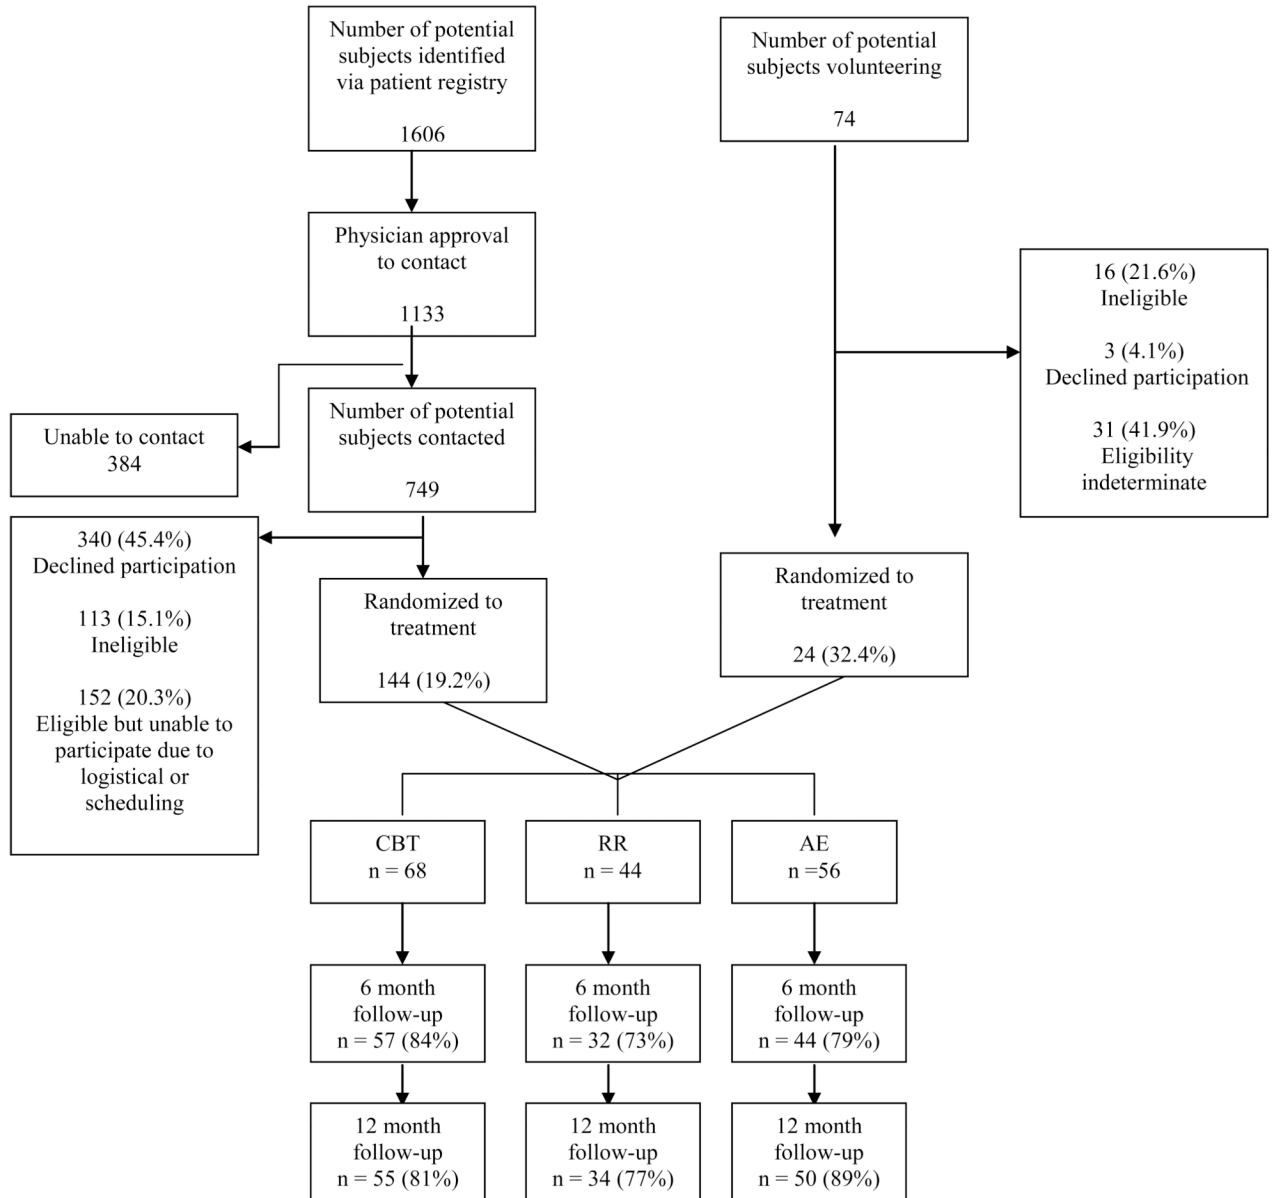 Number of potential
subjects identified
via patient registry
1606
Number of potential
subjects volunteering
74
Physician approval
to contact
1133
16 (21.6%)
Ineligible
3 (4.1%)
Declined participation
31 (41.9%)
Eligibility
indeterminate
Number of potential
subjects contacted
749
Unable to contact
384
340 (45.4%)
Declined participation
113 (15.1%)
Ineligible
152 (20.3%)
Eligible but unable to
participate due to
logistical or
scheduling
Randomized to
treatment
144 (19.2%)
Randomized to
treatment
24 (32.4%)
CBT
n = 68
RR
n = 44
AE
n =56
6 month
follow-up
n = 57 (84%)
6 month
follow-up
n = 32 (73%)
6 month
follow-up
n = 44 (79%)
12 month
follow-up
n = 55 (81%)
12 month
follow-up
n = 34 (77%)
12 month
follow-up
n = 50 (89%)